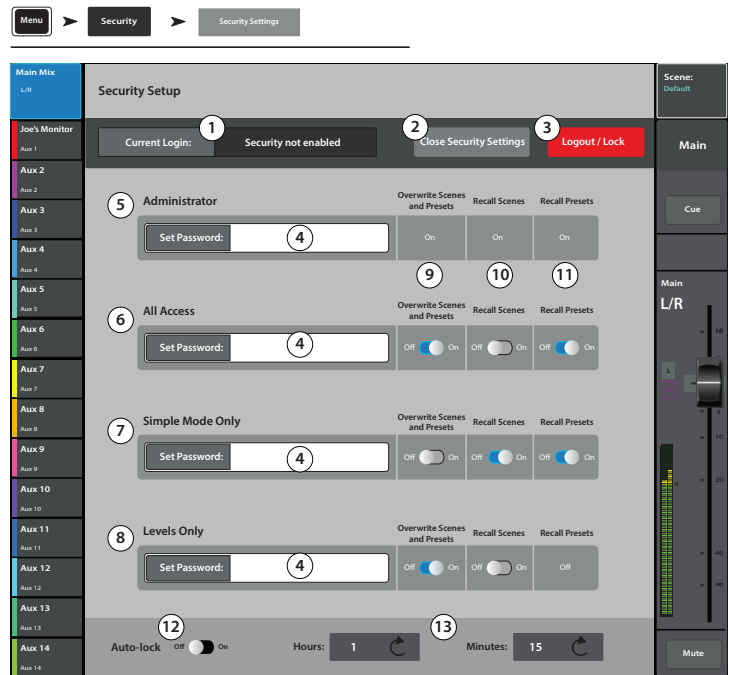 Menu Security Security Settings
Main Mix
L/R
Joe's Monitor
Aux 1
Aux 2
Aux 2
Aux 3
Aux 3
Aux 4
Aux 4
Aux 5
Aux 5
Aux 6
Aux 6
Aux 7
Aux 7
Aux 8
Aux 8
Aux 9
Aux 9
Aux 10
Aux 10
Aux 11
Aux 11
Aux 12
Aux 12
Aux 13
Aux 13
Aux 14
Aux 14
Security Setup
1 2 3
Current Login: Security not enabled Close Security Settings Logout / Lock
5 Administrator Overwrite Scenes and Presets Recall Scenes Recall Presets
Set Password: 4 On On On
9 10 11
6 All Access Overwrite Scenes and Presets Recall Scenes Recall Presets
Set Password: 4 Off On Off On Off On
7 Simple Mode Only Overwrite Scenes and Presets Recall Scenes Recall Presets
Set Password: 4 Off On Off On Off On
8 Levels Only Overwrite Scenes and Presets Recall Scenes Recall Presets
Set Password: 4 Off On Off On Off
12 13
Auto-lock Off On Hours: 1 Minutes: 15
Scene:
Default
Main
Cue
Main
L/R
10
L
5
10
20
40
∞
Mute